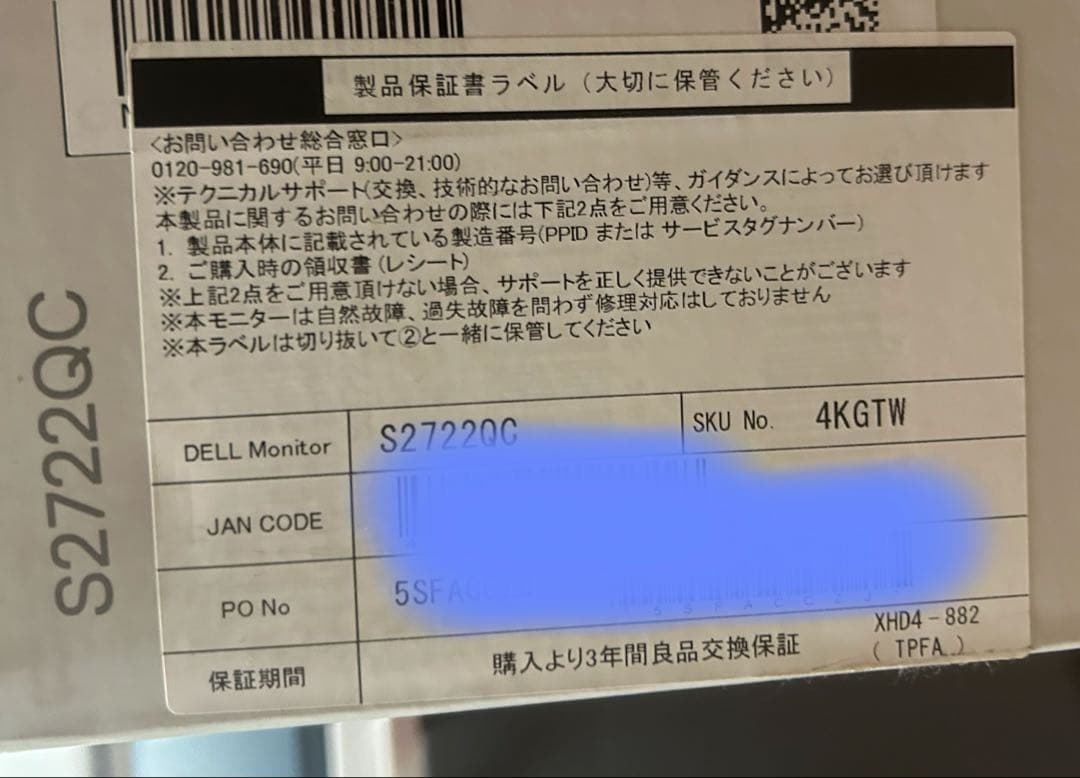 製品保証書ラベル（大切に保管ください）
<お問い合わせ総合窓口>
0120-981-690(平日 9:00-21:00)
※テクニカルサポート(交換、技術的なお問い合わせ)等、ガイダンスによってお選び頂けます
本製品に関するお問い合わせの際には下記2点をご用意ください。
1. 製品本体に記載されている製造番号(PPID または サービスタグナンバー)
2. ご購入時の領収書(レシート)
※上記2点をご用意頂けない場合、サポートを正しく提供できないことがございます
※本モニターは自然故障、過失故障を問わず修理対応はしておりません
※本ラベルは切り抜いて②と一緒に保管してください
DELL Monitor S2722QC SKU No. 4KGTW
JAN CODE
PO No
保証期間 購入より3年間良品交換保証 XHD4-882
(TPFA)
S2722QC